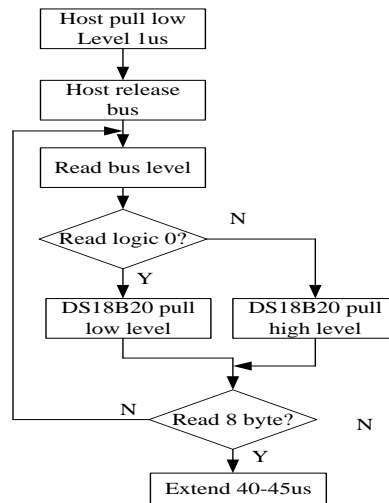 Host pull low
Level 1us
Host release
bus
Read bus level
Read logic 0?
N
Y
DS18B20 pull
low level
DS18B20 pull
high level
N
Read 8 byte?
N
Y
Extend 40-45us